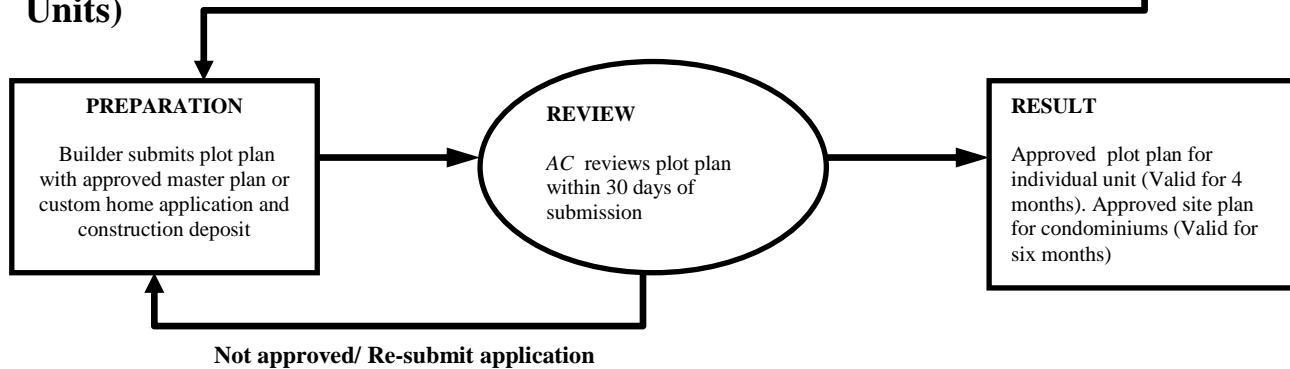 Units)
PREPARATION
Builder submits plot plan
with approved master plan or
custom home application and
construction deposit
REVIEW
AC reviews plot plan
within 30 days of
submission
RESULT
Approved plot plan for
individual unit (Valid for 4
months). Approved site plan
for condominiums (Valid for
six months)
Not approved/ Re-submit application